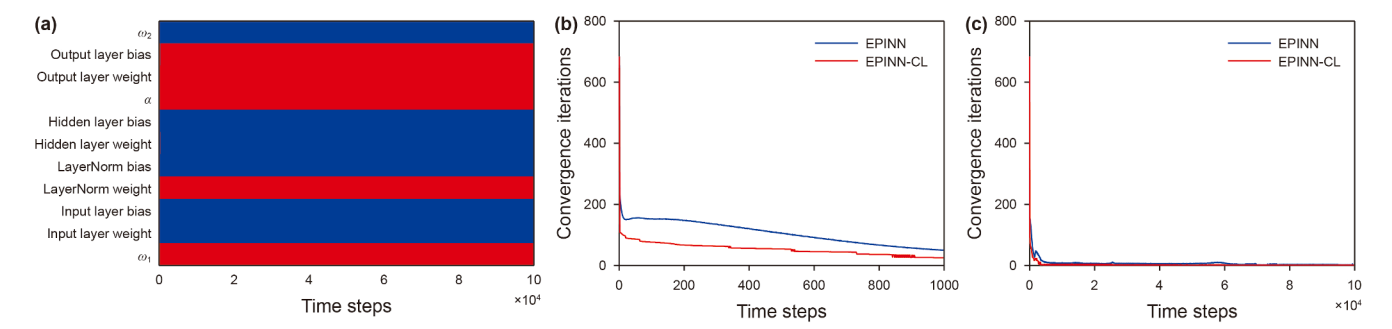 (a)
ω₂
Output layer bias
Output layer weight
α
Hidden layer bias
Hidden layer weight
LayerNorm bias
LayerNorm weight
Input layer bias
Input layer weight
ω₁
0 2 4 6 8 10
×10⁴
Time steps
(b)
Convergence iterations
800
600
400
200
0
EPINN
EPINN-CL
0 200 400 600 800 1000
Time steps
(c)
Convergence iterations
800
600
400
200
0
EPINN
EPINN-CL
0 2 4 6 8 10
×10⁴
Time steps